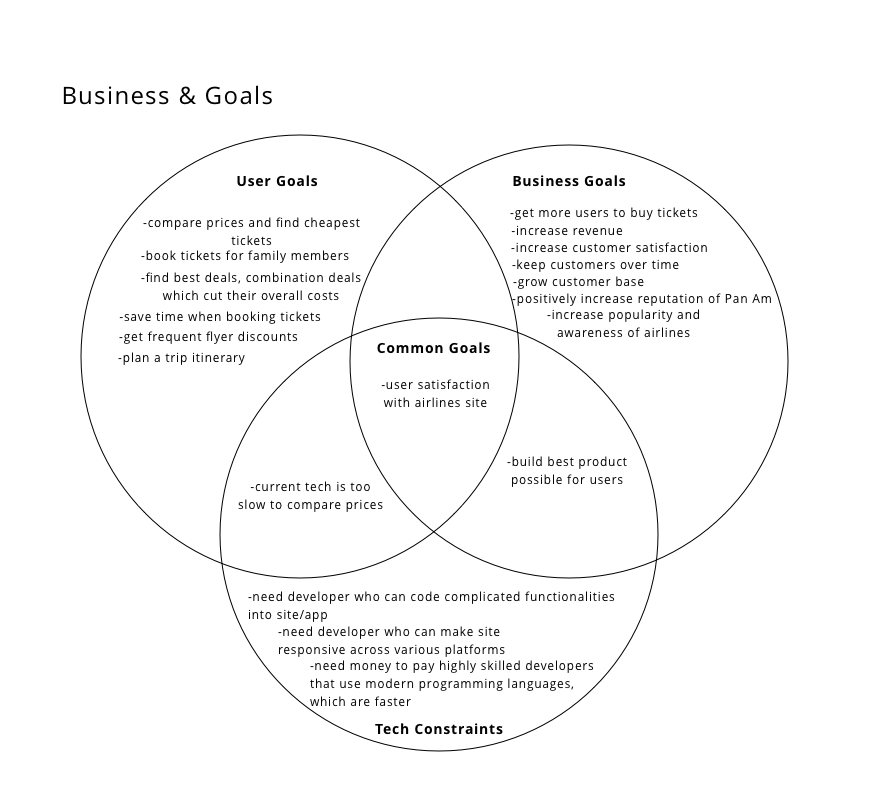 Business & Goals
User Goals
-compare prices and find cheapest
tickets
-book tickets for family members
-find best deals, combination deals
which cut their overall costs
-save time when booking tickets
-get frequent flyer discounts
-plan a trip itinerary
Business Goals
-get more users to buy tickets
-increase revenue
-increase customer satisfaction
-keep customers over time
-grow customer base
-positively increase reputation of Pan Am
-increase popularity and
awareness of airlines
Common Goals
-user satisfaction
with airlines site
-current tech is too
slow to compare prices
-build best product
possible for users
-need developer who can code complicated functionalities
into site/app
-need developer who can make site
responsive across various platforms
-need money to pay highly skilled developers
that use modern programming languages,
which are faster
Tech Constraints